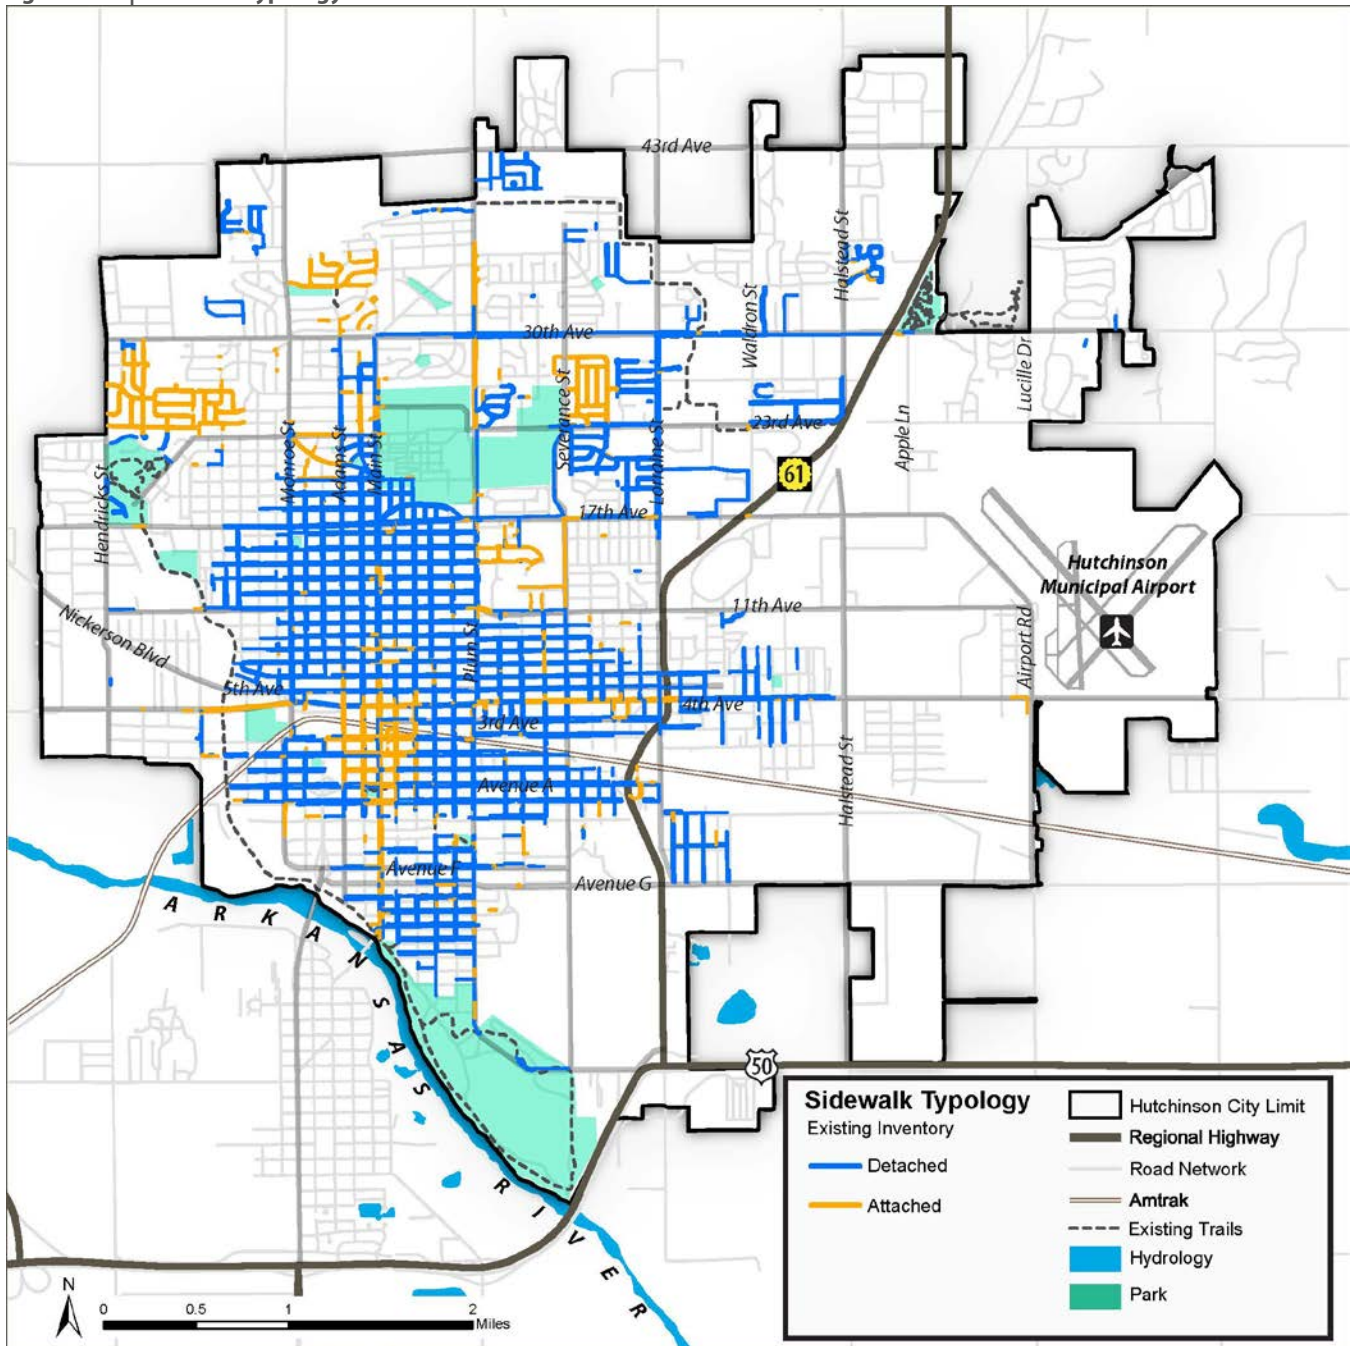 43rd Ave
Halstead St
30th Ave
Waldron St
Lucille Dr
Severance St
23rd Ave
Apple Ln
Monroe St
Adams St
Main St
Lorraine St
Hendricks St
61
17th Ave
Hutchinson
Municipal Airport
11th Ave
Nickerson Blvd
Plum St
Airport Rd
5th Ave
4th Ave
3rd Ave
Avenue A
Halstead St
Avenue F
Avenue G
ARKANSAS RIVER
50
Sidewalk Typology
Existing Inventory
Detached
Attached
Hutchinson City Limit
Regional Highway
Road Network
Amtrak
Existing Trails
Hydrology
Park
N
0 0.5 1 2
Miles